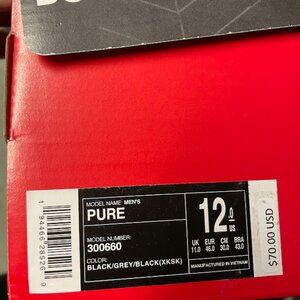 MODEL NAME: MEN'S
PURE
MODEL NUMBER:
300660
COLOR:
BLACK/GREY/BLACK(XKSK)
12.0
US
UK EUR CM BRA
11.0 46.0 30.0 43.0
MANUFACTURED IN VIETNAM
$70.00 USD